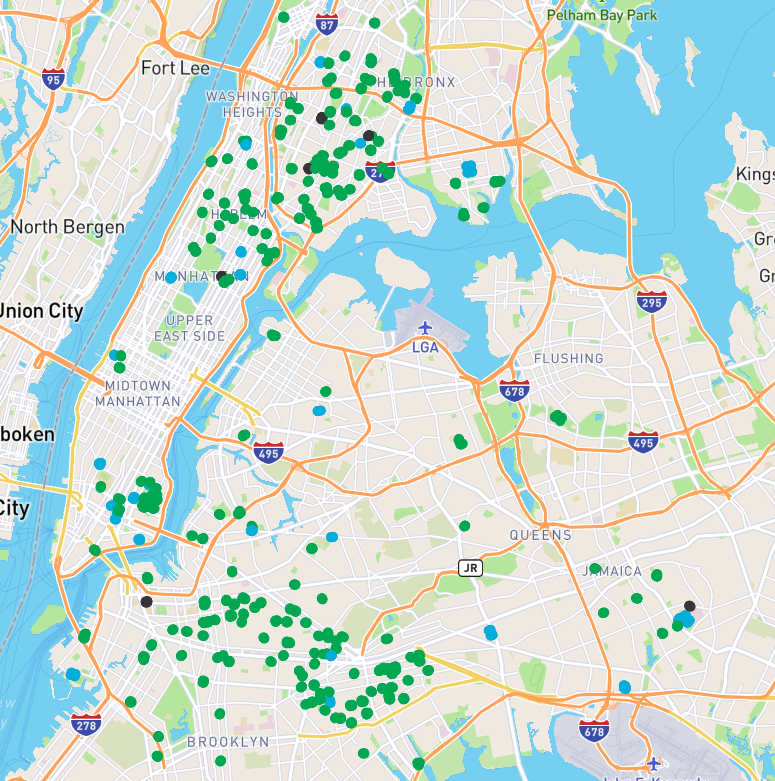 Pelham Bay Park
87
Fort Lee
95
BRONX
WASHINGTON
HEIGHTS
Kings
HARLEM
North Bergen
Gre
MANHATTAN
Gr
Union City
295
UPPER
EAST SIDE
LGA
FLUSHING
MIDTOWN
MANHATTAN
678
boken
495
495
City
QUEENS
JR
JAMAICA
278
678
BROOKLYN